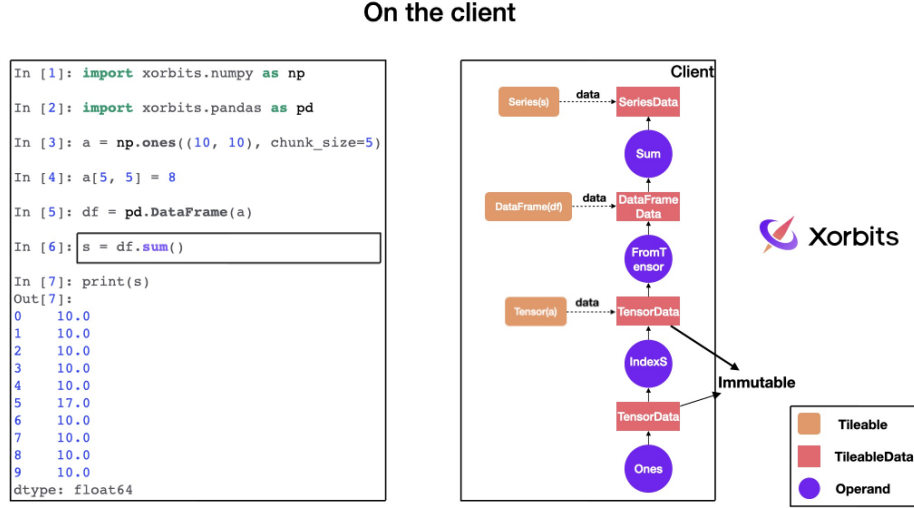 On the client
In [1]: import xorbits.numpy as np
In [2]: import xorbits.pandas as pd
In [3]: a = np.ones((10, 10), chunk_size=5)
In [4]: a[5, 5] = 8
In [5]: df = pd.DataFrame(a)
In [6]: s = df.sum()
In [7]: print(s)
Out[7]:
0    10.0
1    10.0
2    10.0
3    10.0
4    10.0
5    17.0
6    10.0
7    10.0
8    10.0
9    10.0
dtype: float64
Client
Series(s)
data
SeriesData
Sum
DataFrame(df)
data
DataFrame
Data
FromT
ensor
Tensor(a)
data
TensorData
IndexS
Immutable
TensorData
Ones
Xorbits
Tileable
TileableData
Operand